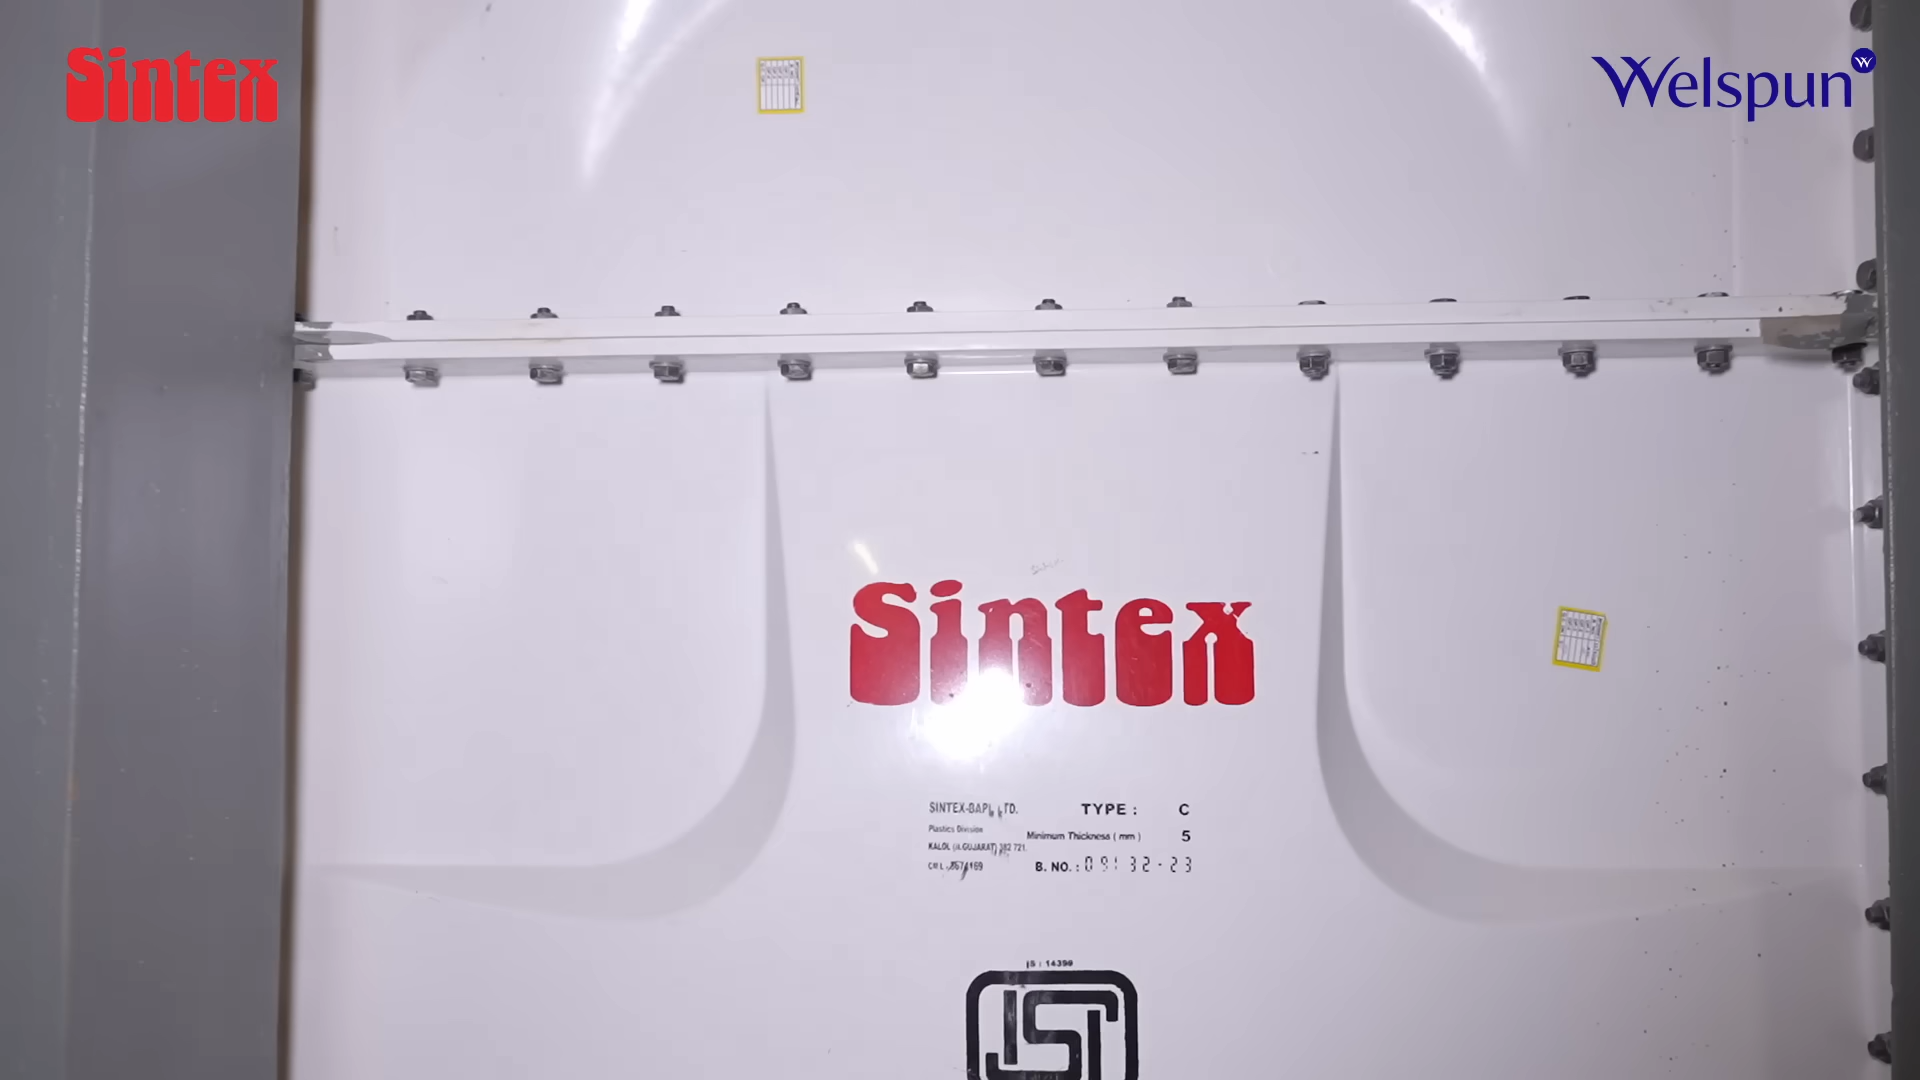 Sintex
Welspun
W
Sintex
SINTEX-BAPL LTD.
Plastics Division
KALOL (N.GUJARAT) 382 721.
CM L
TYPE : C
Minimum Thickness ( mm ) 5
B. NO. : 09132-23
IS : 14399
ISI